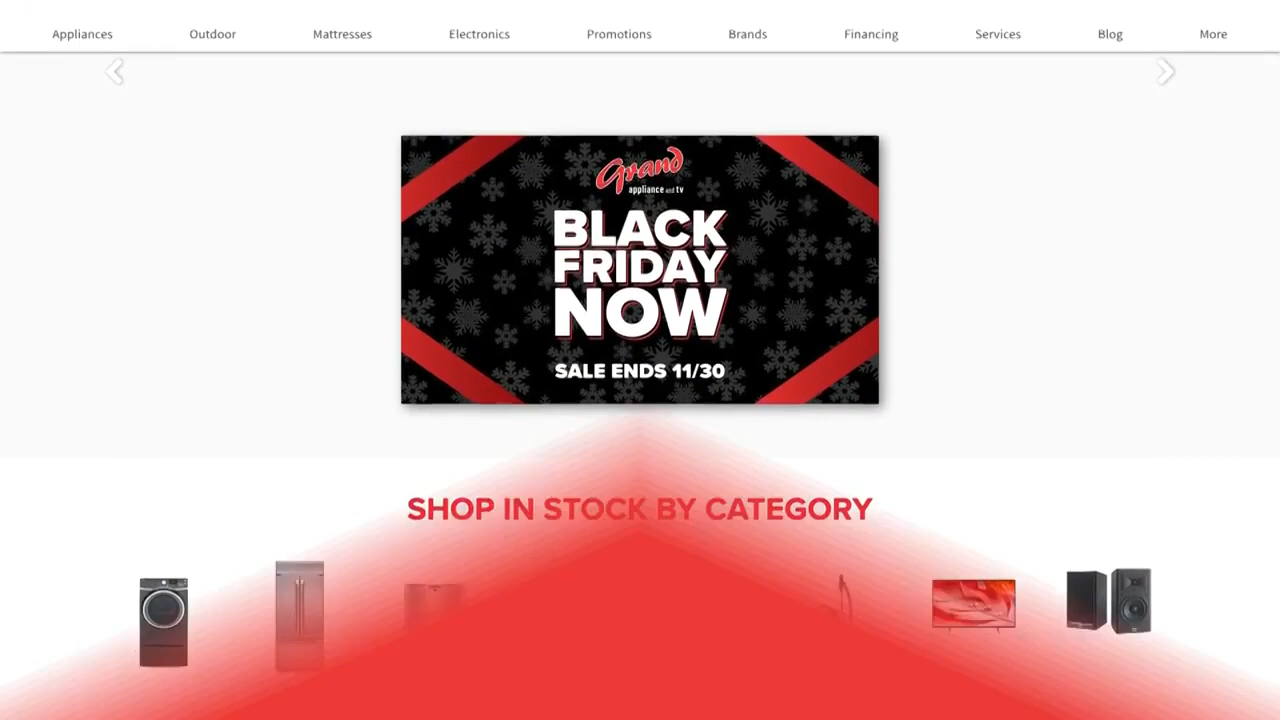 Appliances Outdoor Mattresses Electronics Promotions Brands Financing Services Blog More
Grand
appliance and tv
BLACK
FRIDAY
NOW
SALE ENDS 11/30
SHOP IN STOCK BY CATEGORY